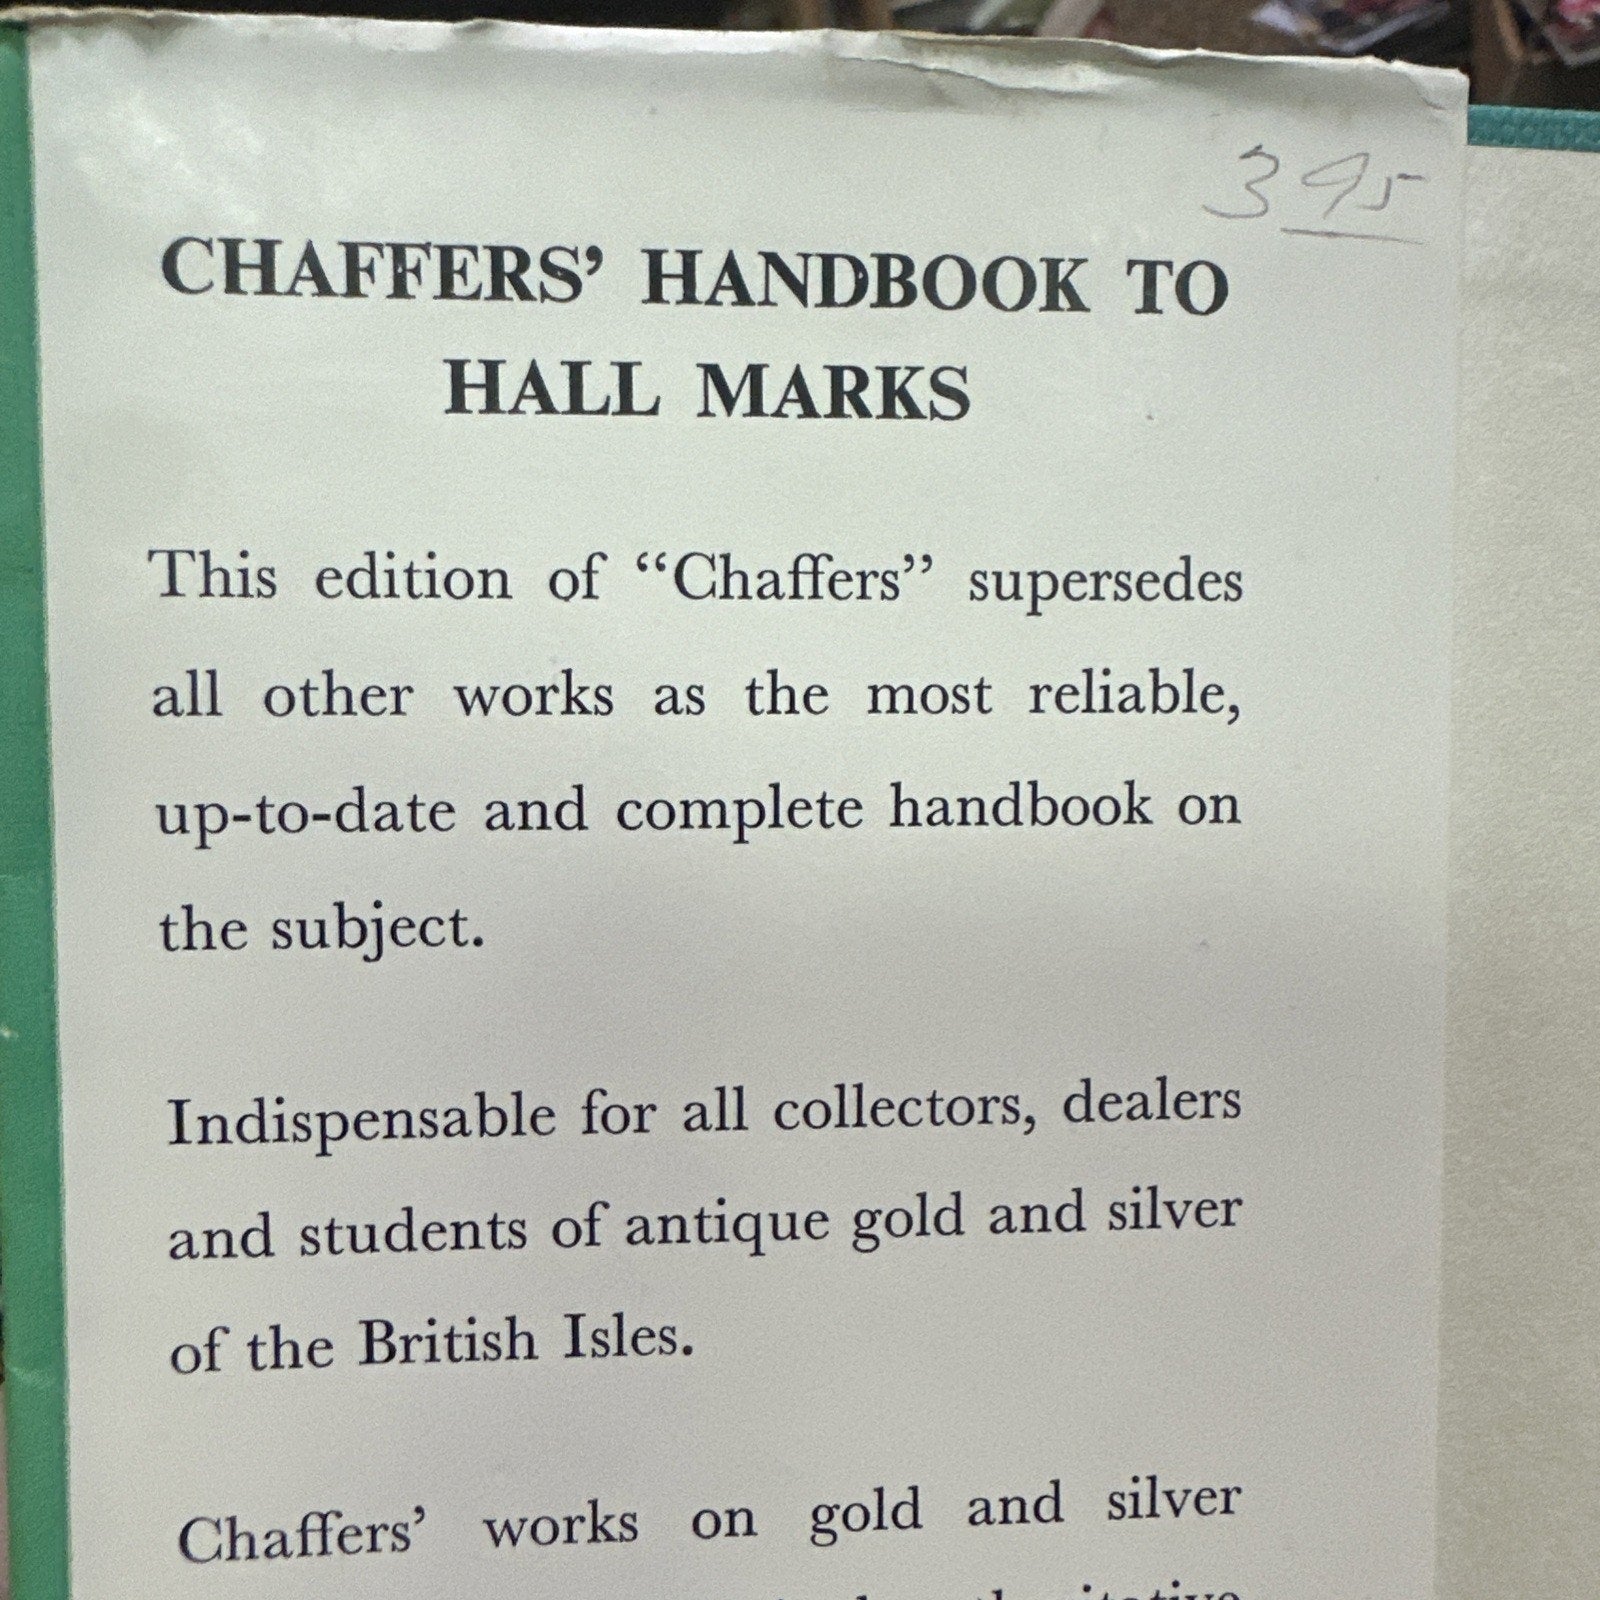 395
CHAFFERS’ HANDBOOK TO
HALL MARKS
This edition of “Chaffers” supersedes
all other works as the most reliable,
up-to-date and complete handbook on
the subject.
Indispensable for all collectors, dealers
and students of antique gold and silver
of the British Isles.
Chaffers’ works on gold and silver